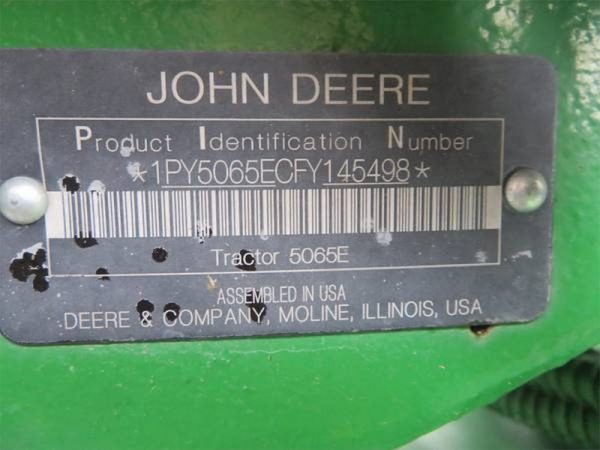 JOHN DEERE
Product Identification Number
*1PY5065ECFY145498*
Tractor 5065E
ASSEMBLED IN USA
DEERE & COMPANY, MOLINE, ILLINOIS, USA